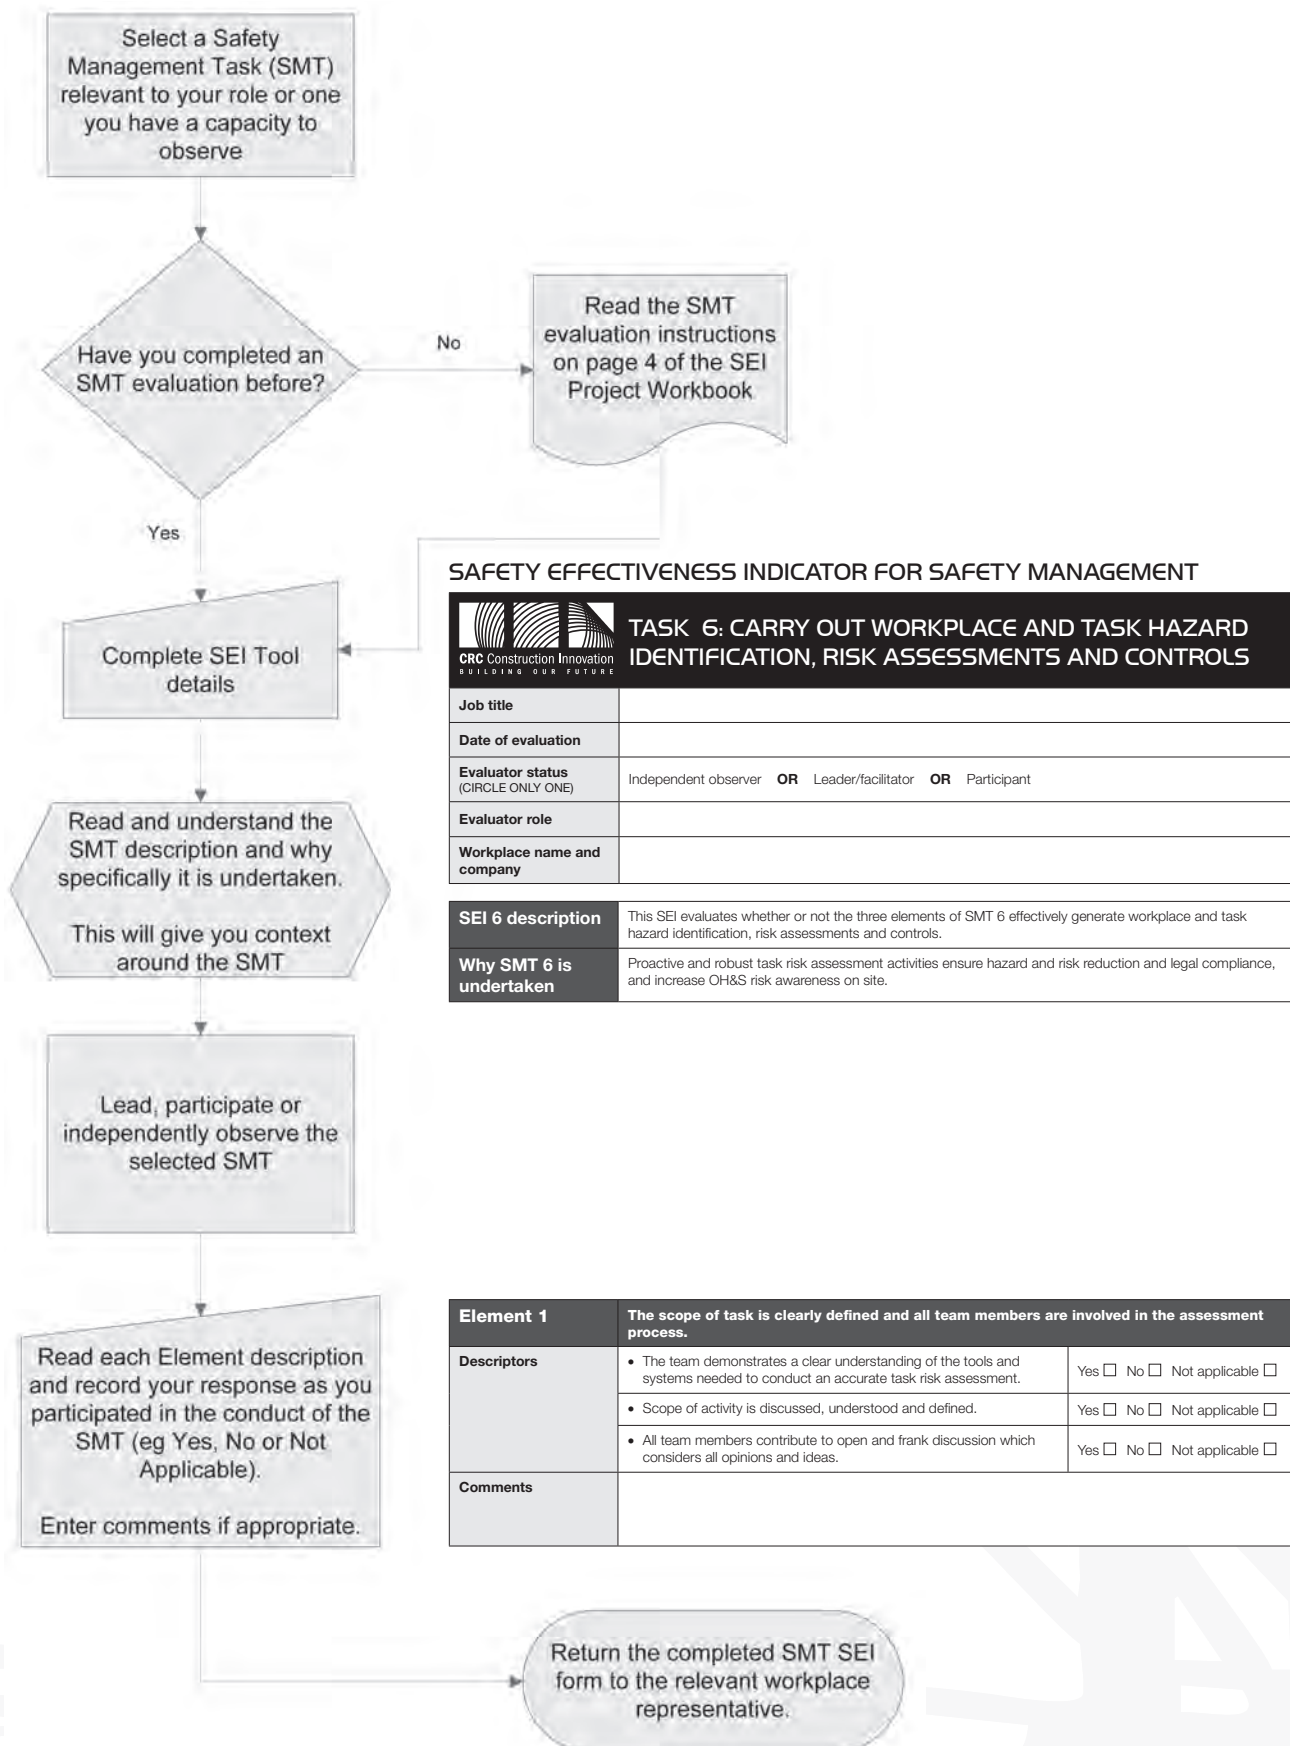 Select a Safety
Management Task (SMT)
relevant to your role or one
you have a capacity to
observe
Have you completed an
SMT evaluation before?
No
Read the SMT
evaluation instructions
on page 4 of the SEI
Project Workbook
Yes
Complete SEI Tool
details
SAFETY EFFECTIVENESS INDICATOR FOR SAFETY MANAGEMENT
CRC Construction Innovation
BUILDING OUR FUTURE
TASK 6: CARRY OUT WORKPLACE AND TASK HAZARD
IDENTIFICATION, RISK ASSESSMENTS AND CONTROLS
Job title
Date of evaluation
Evaluator status
(CIRCLE ONLY ONE)
Independent observer OR Leader/facilitator OR Participant
Evaluator role
Workplace name and
company
Read and understand the
SMT description and why
specifically it is undertaken.
This will give you context
around the SMT
SEI 6 description
This SEI evaluates whether or not the three elements of SMT 6 effectively generate workplace and task
hazard identification, risk assessments and controls.
Why SMT 6 is
undertaken
Proactive and robust task risk assessment activities ensure hazard and risk reduction and legal compliance,
and increase OH&S risk awareness on site.
Lead, participate or
independently observe the
selected SMT
Read each Element description
and record your response as you
participated in the conduct of the
SMT (eg Yes, No or Not
Applicable).
Enter comments if appropriate.
Element 1
The scope of task is clearly defined and all team members are involved in the assessment
process.
Descriptors
• The team demonstrates a clear understanding of the tools and
systems needed to conduct an accurate task risk assessment.
Yes ☐ No ☐ Not applicable ☐
• Scope of activity is discussed, understood and defined.
Yes ☐ No ☐ Not applicable ☐
• All team members contribute to open and frank discussion which
considers all opinions and ideas.
Yes ☐ No ☐ Not applicable ☐
Comments
Return the completed SMT SEI
form to the relevant workplace
representative.